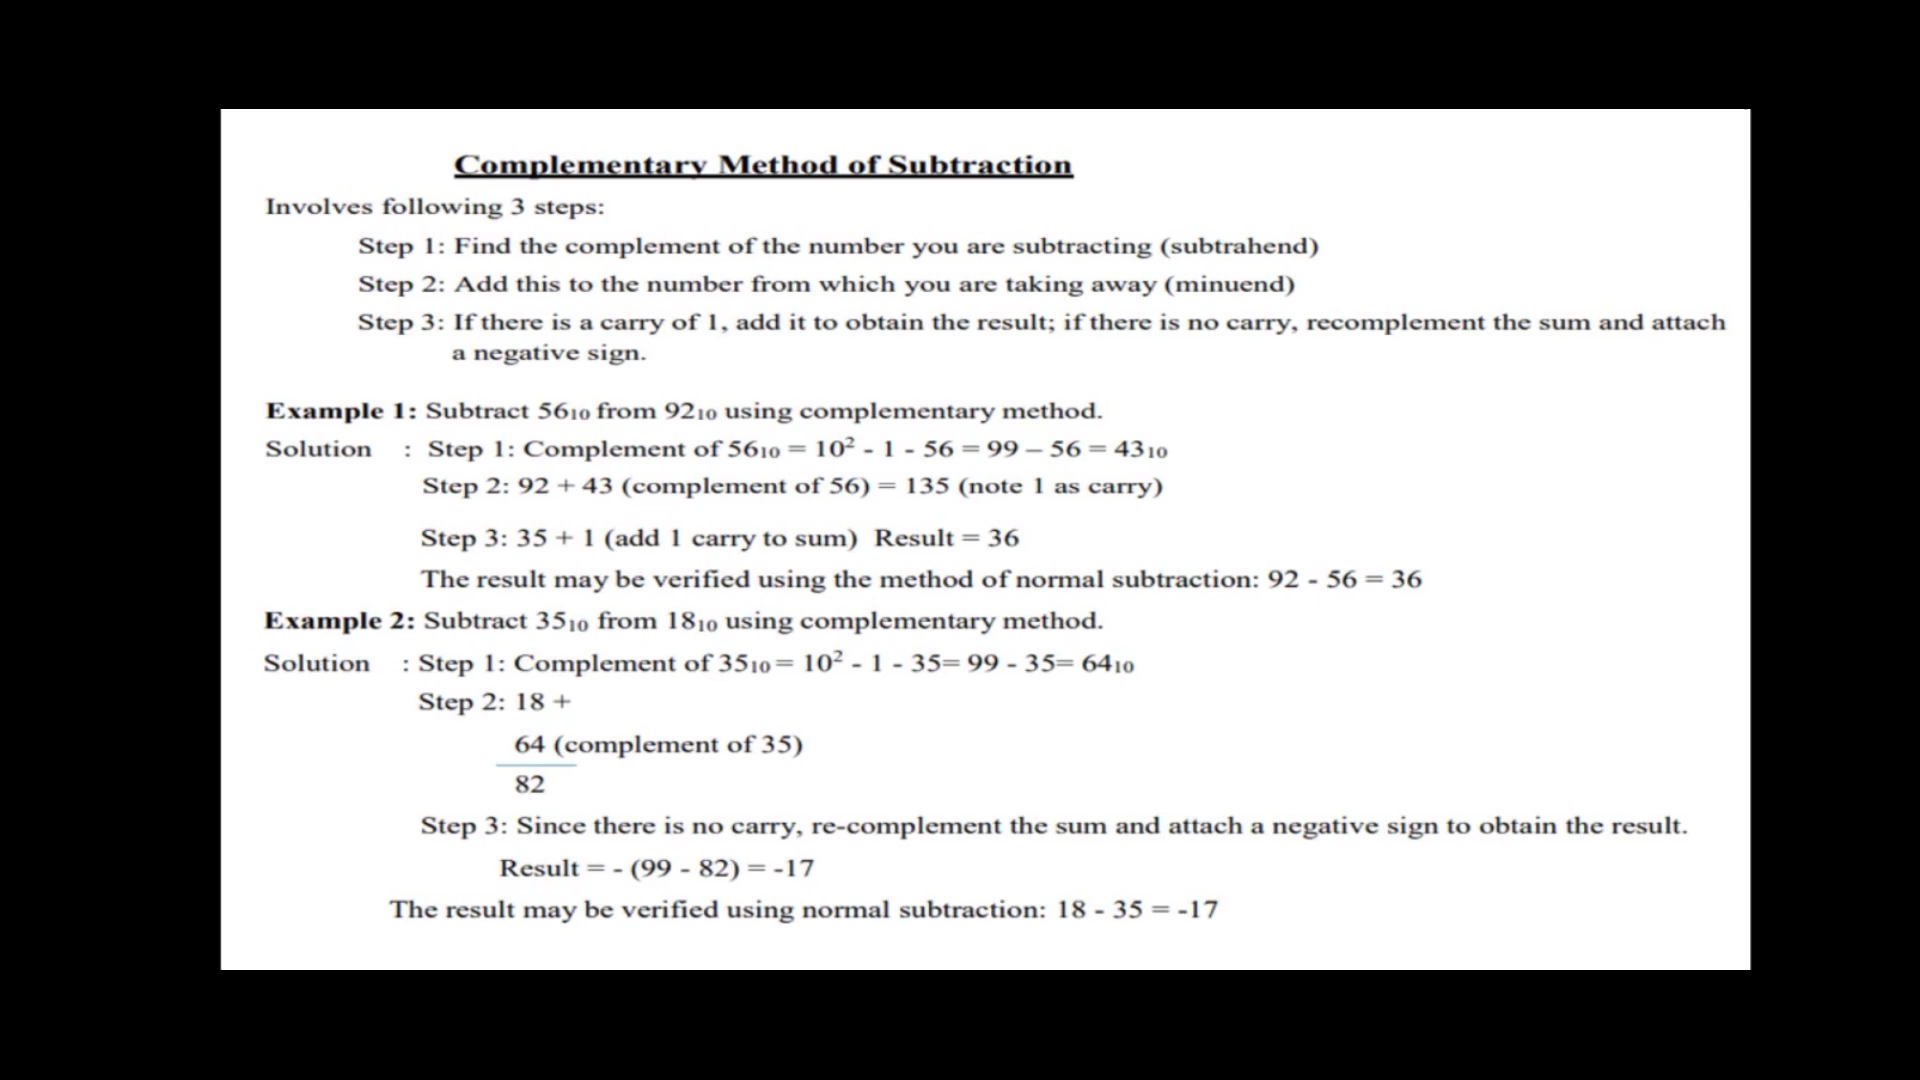 Complementary Method of Subtraction
Involves following 3 steps:
Step 1: Find the complement of the number you are subtracting (subtrahend)
Step 2: Add this to the number from which you are taking away (minuend)
Step 3: If there is a carry of 1, add it to obtain the result; if there is no carry, recomplement the sum and attach
a negative sign.
Example 1: Subtract 56₁₀ from 92₁₀ using complementary method.
Solution : Step 1: Complement of 56₁₀ = 10² - 1 - 56 = 99 – 56 = 43₁₀
Step 2: 92 + 43 (complement of 56) = 135 (note 1 as carry)
Step 3: 35 + 1 (add 1 carry to sum) Result = 36
The result may be verified using the method of normal subtraction: 92 - 56 = 36
Example 2: Subtract 35₁₀ from 18₁₀ using complementary method.
Solution : Step 1: Complement of 35₁₀ = 10² - 1 - 35= 99 - 35= 64₁₀
Step 2: 18 +
64 (complement of 35)
82
Step 3: Since there is no carry, re-complement the sum and attach a negative sign to obtain the result.
Result = - (99 - 82) = -17
The result may be verified using normal subtraction: 18 - 35 = -17